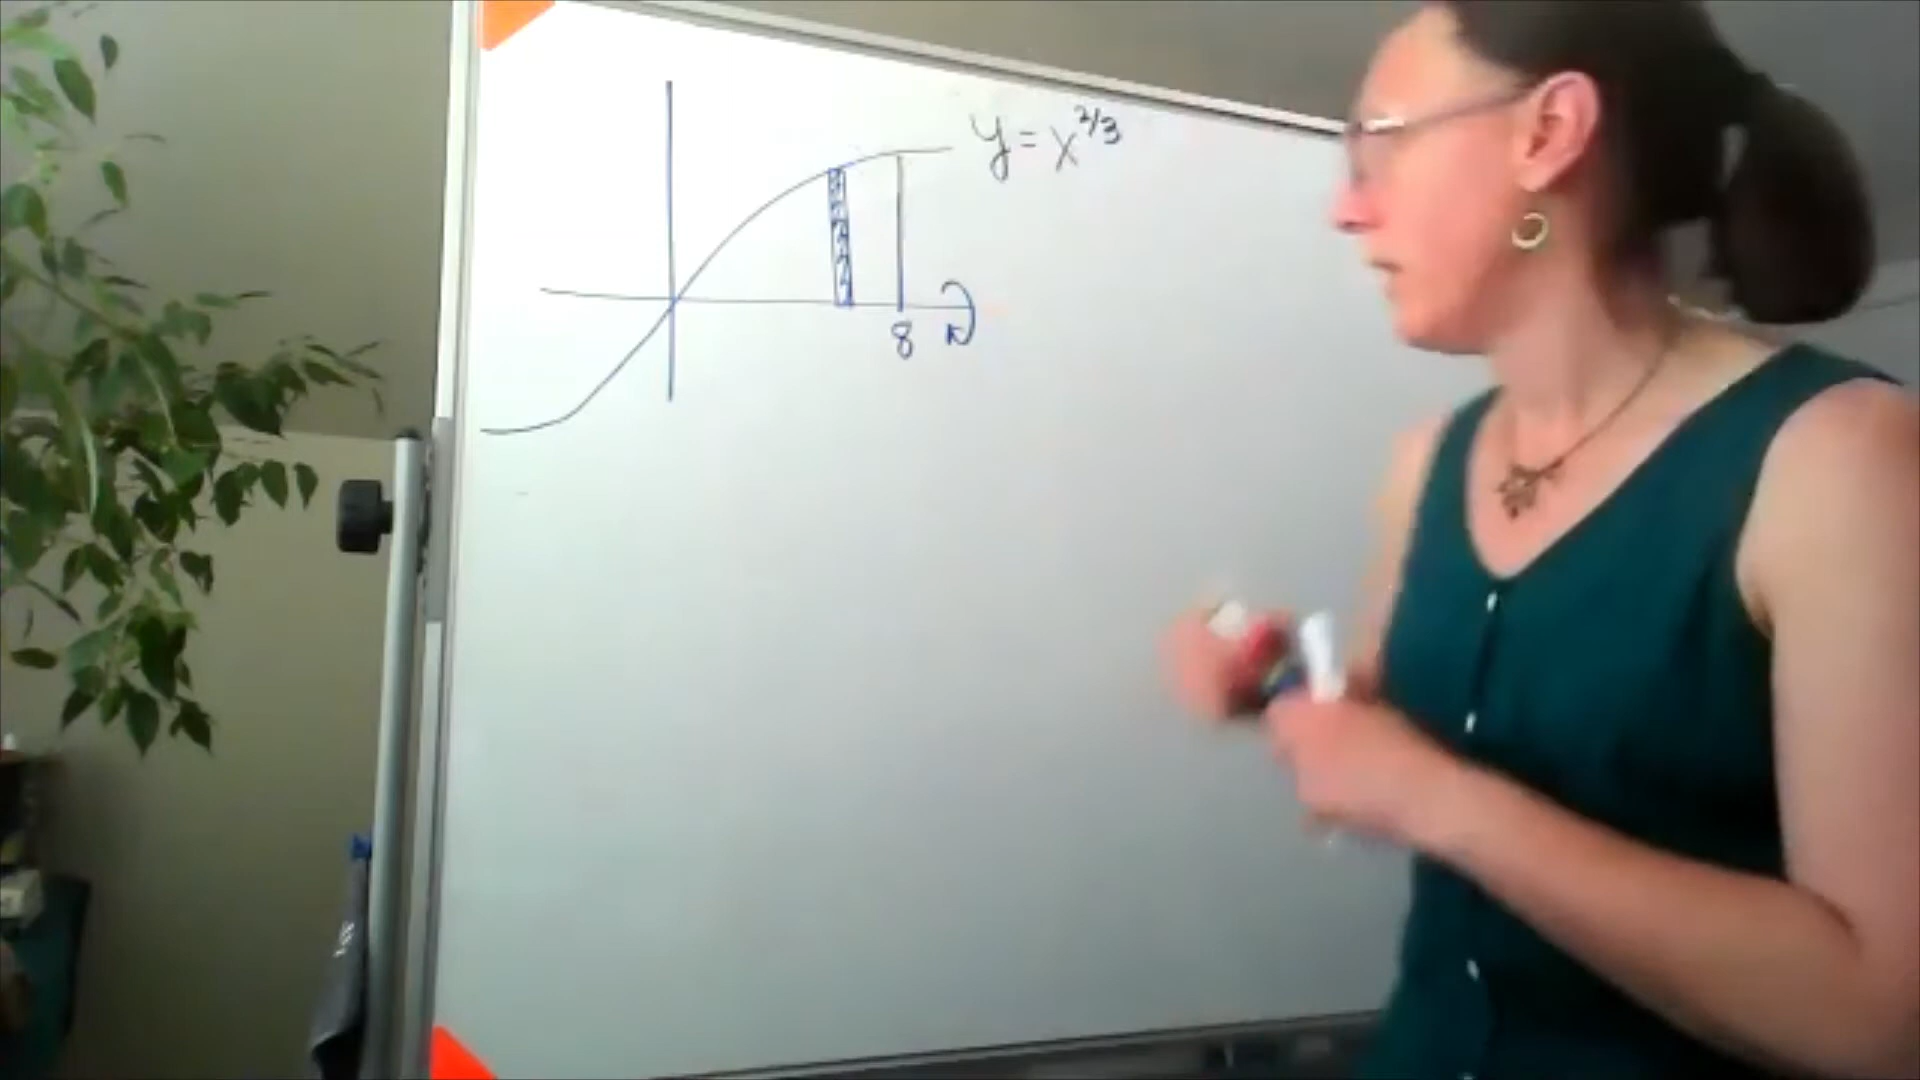 y = x^{2/3}
8